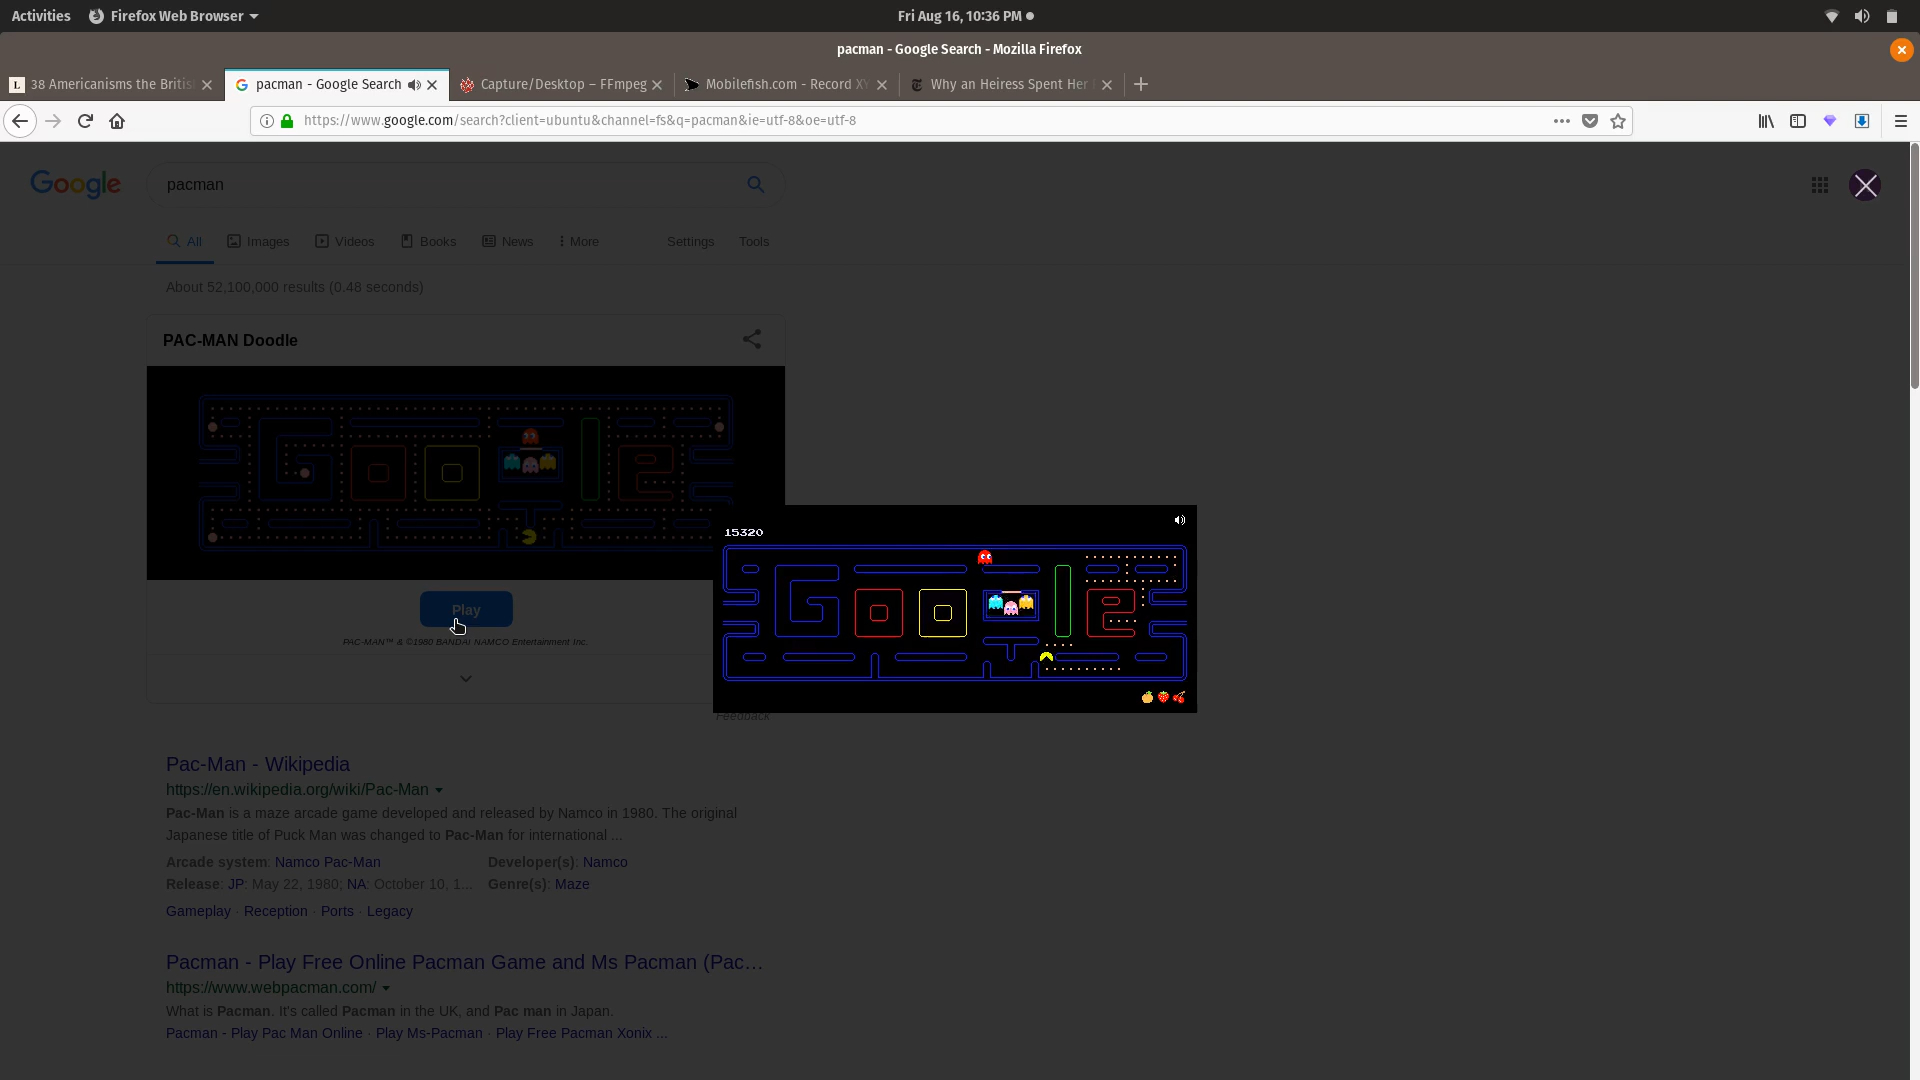 Activities
Firefox Web Browser
Fri Aug 16, 10:36 PM
pacman - Google Search - Mozilla Firefox
38 Americanisms the Britis
pacman - Google Search
Capture/Desktop – FFmpeg
Mobilefish.com - Record XY
Why an Heiress Spent Her
https://www.google.com/search?client=ubuntu&channel=fs&q=pacman&ie=utf-8&oe=utf-8
Google
pacman
All
Images
Videos
Books
News
More
Settings
Tools
About 52,100,000 results (0.48 seconds)
PAC-MAN Doodle
15320
Play
PAC-MAN™ & ©1980 BANDAI NAMCO Entertainment Inc.
Feedback
Pac-Man - Wikipedia
https://en.wikipedia.org/wiki/Pac-Man
Pac-Man is a maze arcade game developed and released by Namco in 1980. The original
Japanese title of Puck Man was changed to Pac-Man for international ...
Arcade system: Namco Pac-Man
Developer(s): Namco
Release: JP: May 22, 1980; NA: October 10, 1...
Genre(s): Maze
Gameplay · Reception · Ports · Legacy
Pacman - Play Free Online Pacman Game and Ms Pacman (Pac…
https://www.webpacman.com/
What is Pacman. It's called Pacman in the UK, and Pac man in Japan.
Pacman - Play Pac Man Online · Play Ms-Pacman · Play Free Pacman Xonix ...